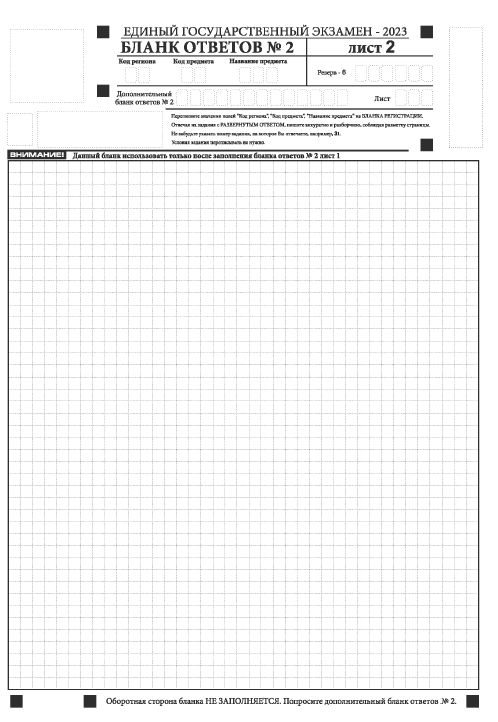 ЕДИНЫЙ ГОСУДАРСТВЕННЫЙ ЭКЗАМЕН - 2023
БЛАНК ОТВЕТОВ № 2 лист 2
Код региона Код предмета Название предмета
Резерв - 6
Дополнительный
бланк ответов № 2
Лист
Перепишите значения полей "Код региона", "Код предмета", "Название предмета" из БЛАНКА РЕГИСТРАЦИИ.
Отвечая на задания с РАЗВЕРНУТЫМ ОТВЕТОМ, пишите аккуратно и разборчиво, соблюдая разметку страницы.
Не забудьте указать номер задания, на которое Вы отвечаете, например, 31.
Условия задания переписывать не нужно.
ВНИМАНИЕ! Данный бланк использовать только после заполнения бланка ответов № 2 лист 1
Оборотная сторона бланка НЕ ЗАПОЛНЯЕТСЯ. Попросите дополнительный бланк ответов № 2.